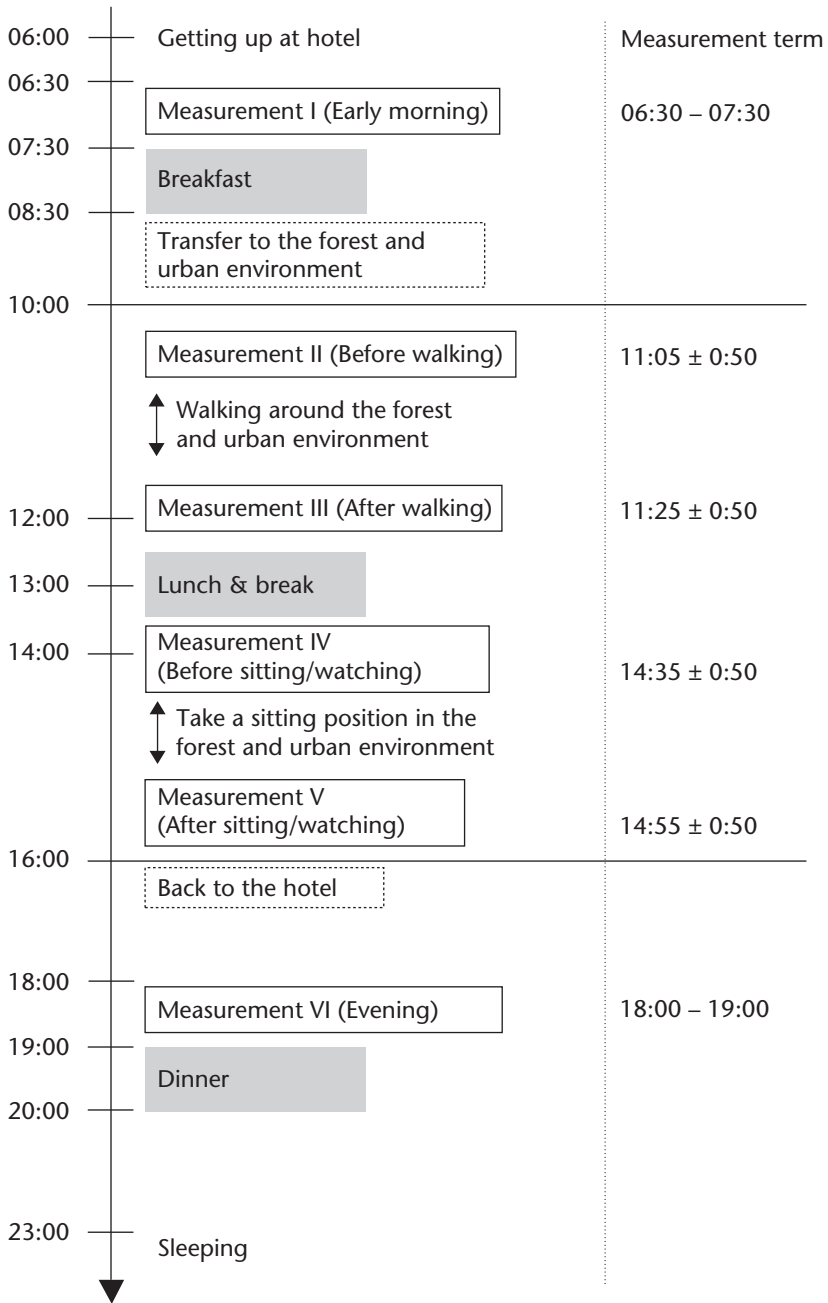 06:00 Getting up at hotel Measurement term
06:30
Measurement I (Early morning) 06:30 – 07:30
07:30
Breakfast
08:30
Transfer to the forest and
urban environment
10:00
Measurement II (Before walking) 11:05 ± 0:50
Walking around the forest
and urban environment
12:00 Measurement III (After walking) 11:25 ± 0:50
13:00 Lunch & break
14:00 Measurement IV
(Before sitting/watching) 14:35 ± 0:50
Take a sitting position in the
forest and urban environment
Measurement V
(After sitting/watching) 14:55 ± 0:50
16:00
Back to the hotel
18:00
Measurement VI (Evening) 18:00 – 19:00
19:00
Dinner
20:00
23:00
Sleeping